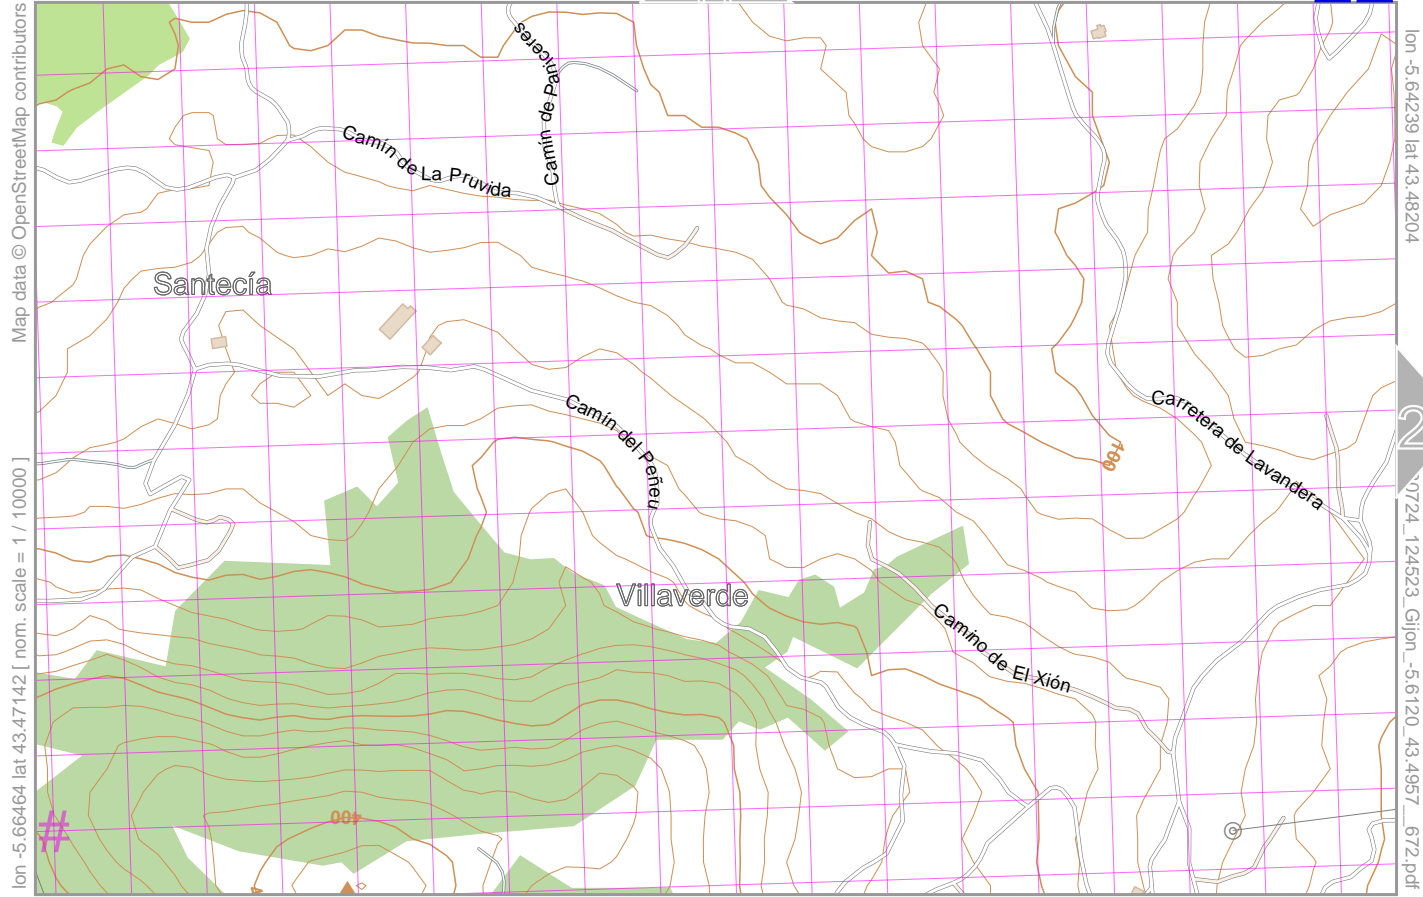 Map data © OpenStreetMap contributors
lon -5.66464 lat 43.47142 [ nom. scale = 1 / 10000 ]
lon -5.64239 lat 43.48204
Camín de Paniceres
Camín de La Pruvida
Santecía
Camín del Peñeu
Carretera de Lavandera
100
2
Villaverde
Camino de El Xión
400
#
0724_124523_Gijon_-5.6120_43.4957__672.pdf